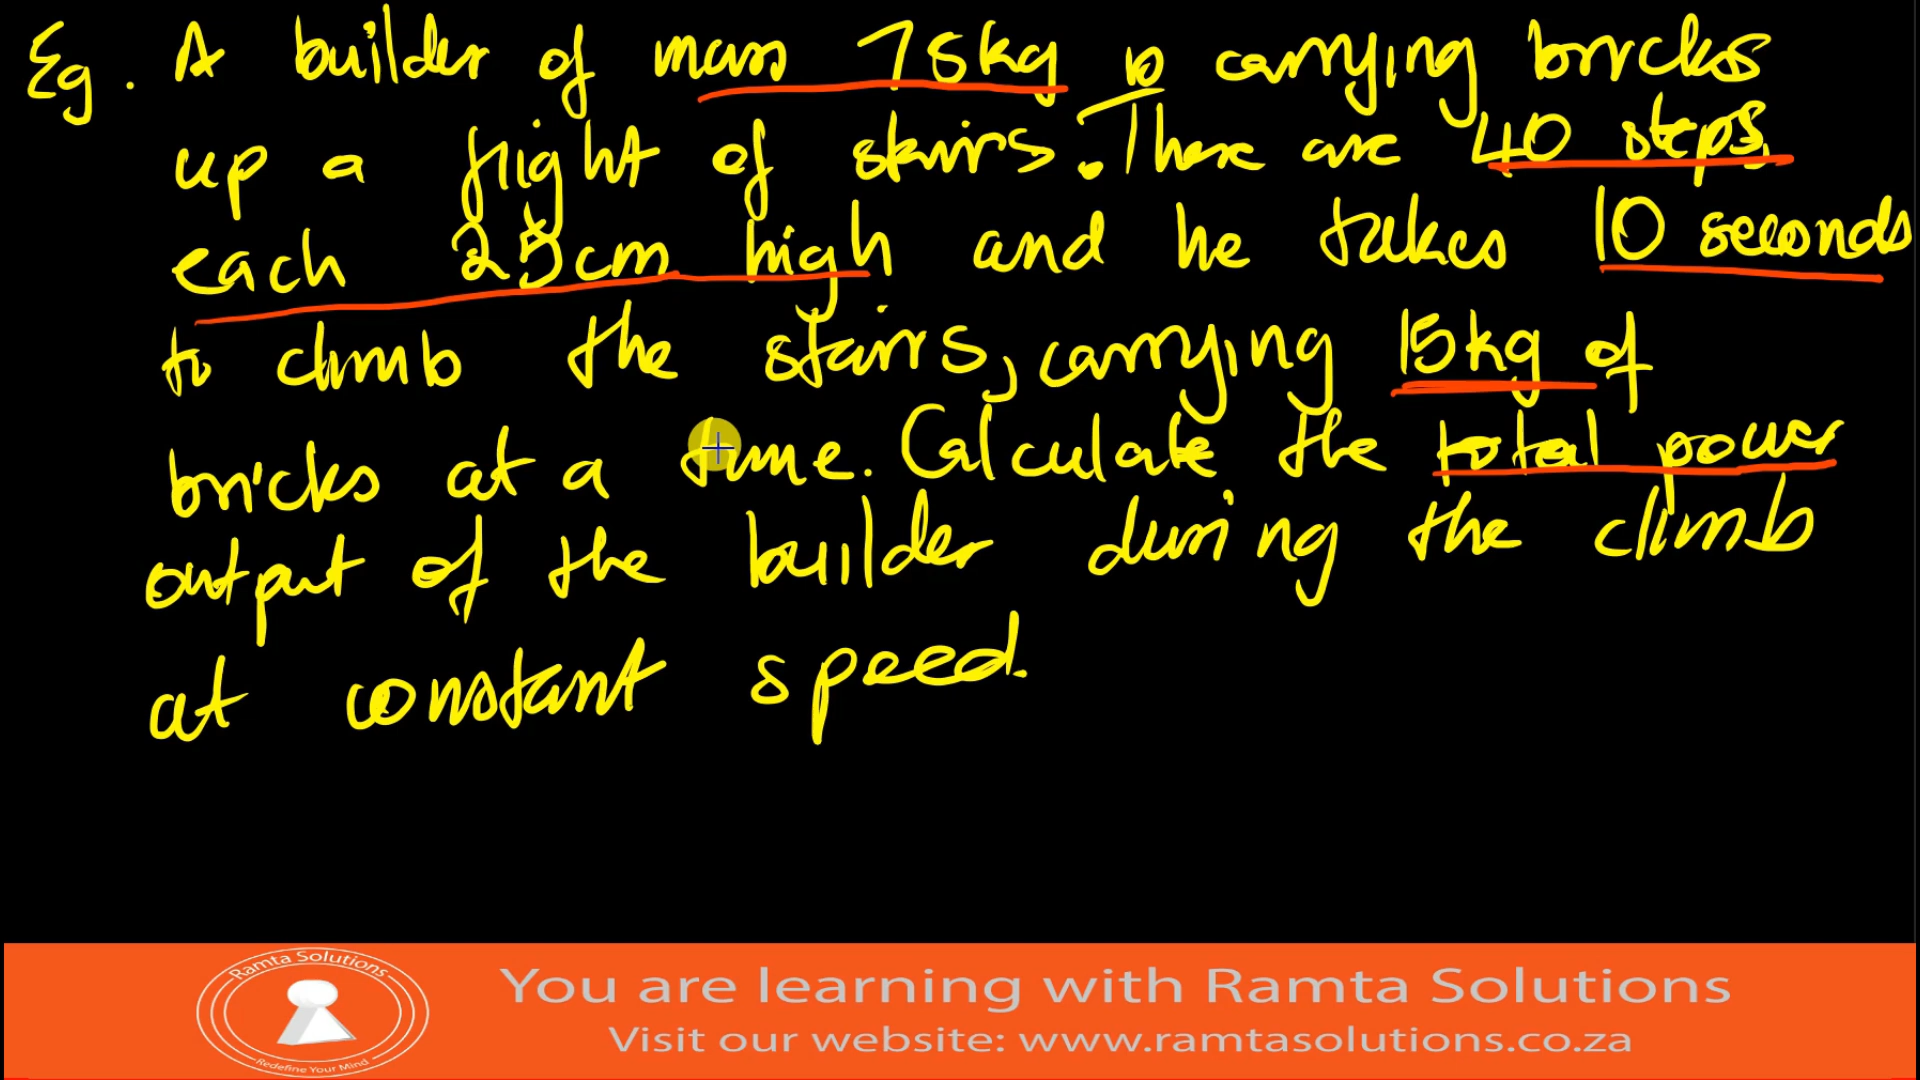 Eg. A builder of mass 75kg is carrying bricks
up a flight of stairs. There are 40 steps,
each 25cm high and he takes 10 seconds
to climb the stairs, carrying 15kg of
bricks at a time. Calculate the total power
output of the builder during the climb
at constant speed.
Ramta Solutions
Redefine Your Mind
You are learning with Ramta Solutions
Visit our website: www.ramtasolutions.co.za